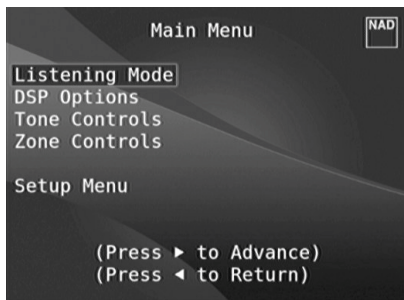 Main Menu
NAD
Listening Mode
DSP Options
Tone Controls
Zone Controls
Setup Menu
(Press ► to Advance)
(Press ◄ to Return)